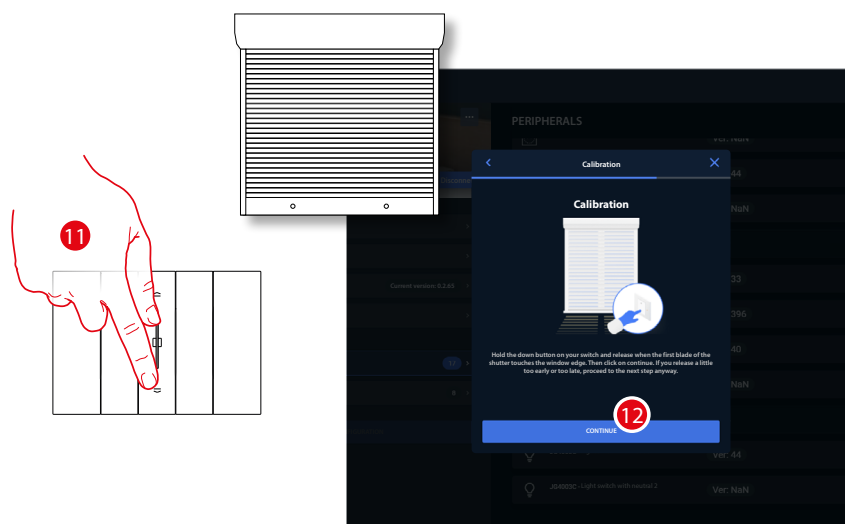 PERIPHERALS
Ver: NaN
Calibration
44
Calibration
NaN
11
Current version: 0.2.65
33
396
Hold the down button on your switch and release when the first blade of the
shutter touches the window edge. Then click on continue. If you release a little
too early or too late, proceed to the next step anyway.
40
17
NaN
8
12
CONTINUE
Ver: 44
J04003C - Light switch with neutral 2
Ver: NaN